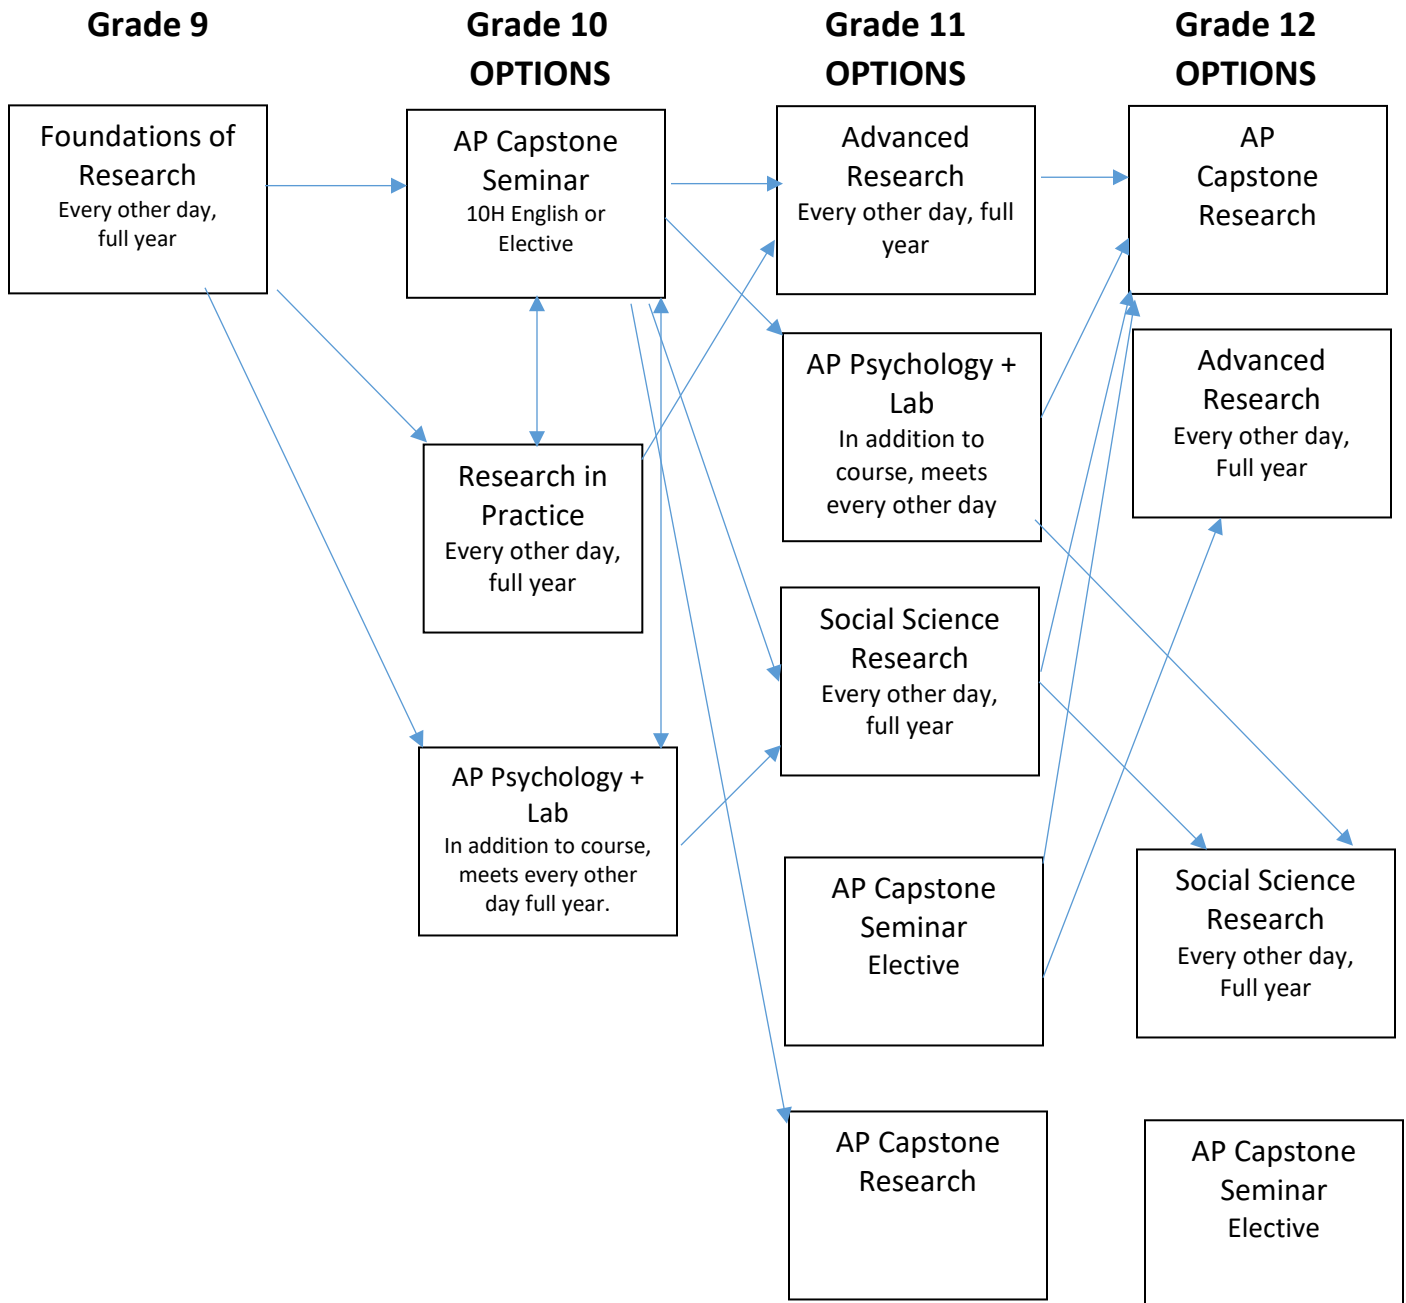 Grade 9
Grade 10
OPTIONS
Grade 11
OPTIONS
Grade 12
OPTIONS
Foundations of
Research
Every other day,
full year
AP Capstone
Seminar
10H English or
Elective
Research in
Practice
Every other day,
full year
AP Psychology +
Lab
In addition to course,
meets every other
day full year.
Advanced
Research
Every other day, full
year
AP Psychology +
Lab
In addition to
course, meets
every other day
Social Science
Research
Every other day,
full year
AP Capstone
Seminar
Elective
AP Capstone
Research
AP
Capstone
Research
Advanced
Research
Every other day,
Full year
Social Science
Research
Every other day,
Full year
AP Capstone
Seminar
Elective